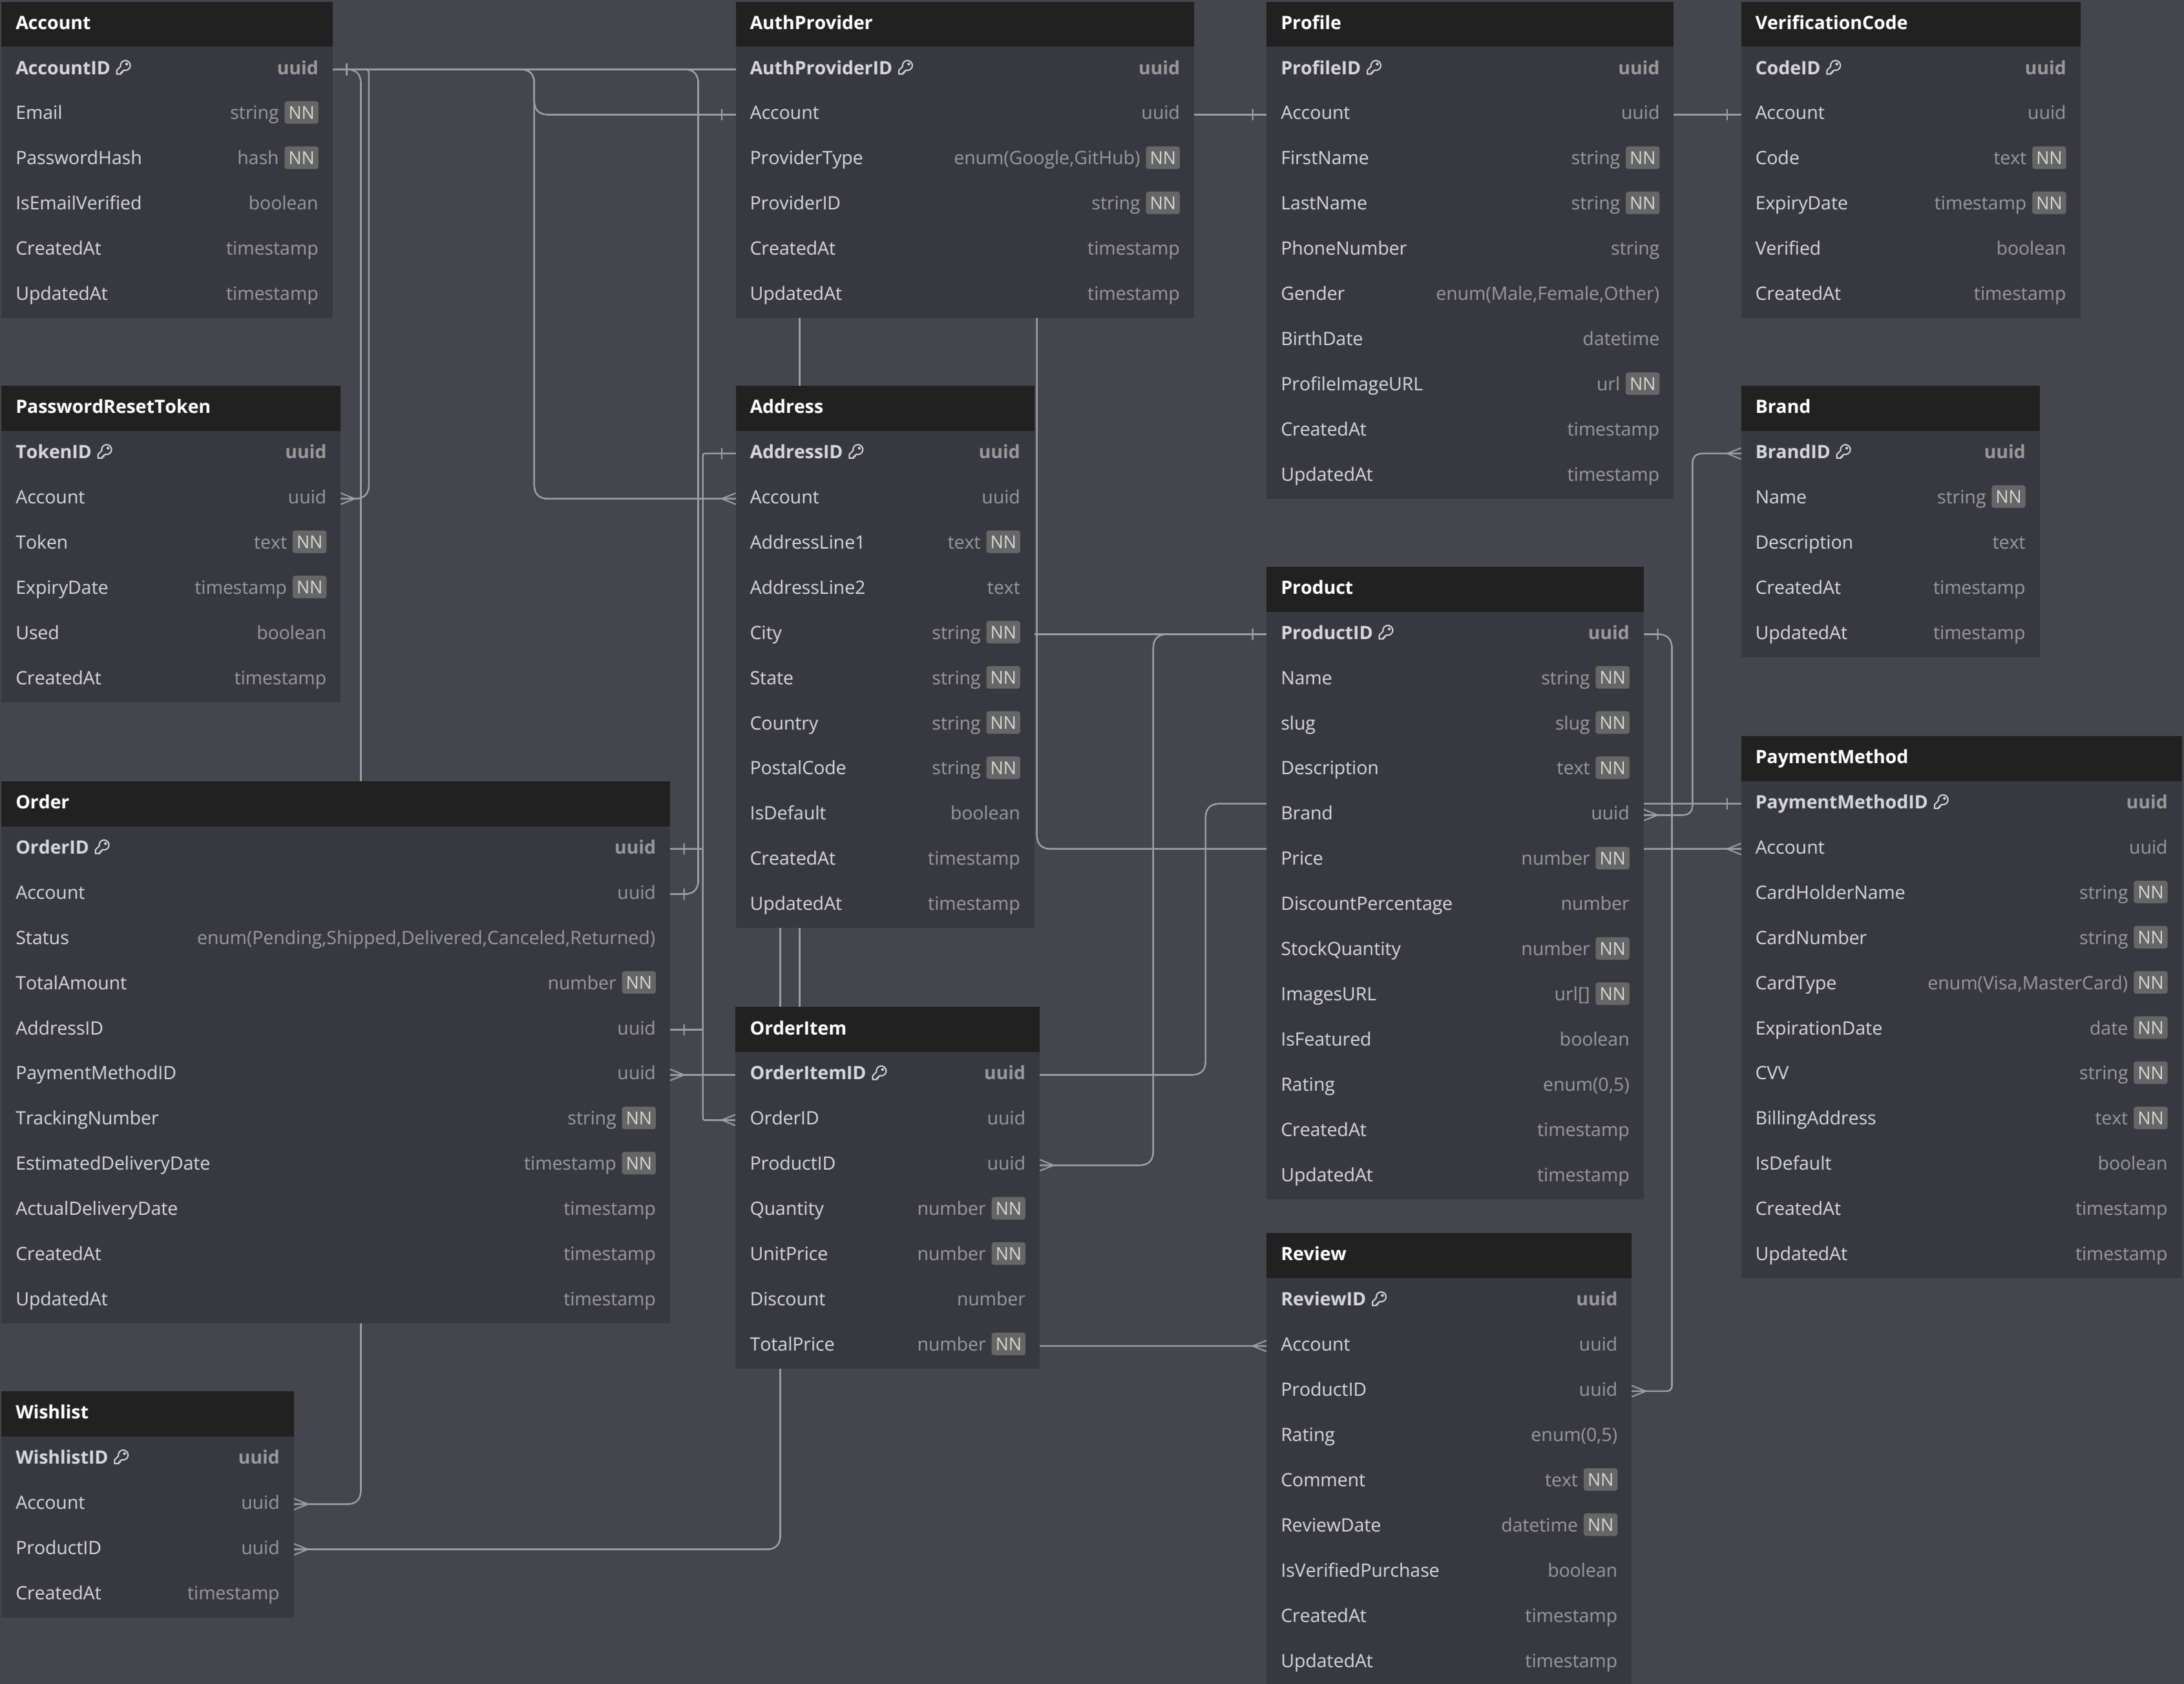 Account
AccountID uuid
Email string NN
PasswordHash hash NN
IsEmailVerified boolean
CreatedAt timestamp
UpdatedAt timestamp
AuthProvider
AuthProviderID uuid
Account uuid
ProviderType enum(Google,GitHub) NN
ProviderID string NN
CreatedAt timestamp
UpdatedAt timestamp
Profile
ProfileID uuid
Account uuid
FirstName string NN
LastName string NN
PhoneNumber string
Gender enum(Male,Female,Other)
BirthDate datetime
ProfileImageURL url NN
CreatedAt timestamp
UpdatedAt timestamp
VerificationCode
CodeID uuid
Account uuid
Code text NN
ExpiryDate timestamp NN
Verified boolean
CreatedAt timestamp
PasswordResetToken
TokenID uuid
Account uuid
Token text NN
ExpiryDate timestamp NN
Used boolean
CreatedAt timestamp
Address
AddressID uuid
Account uuid
AddressLine1 text NN
AddressLine2 text
City string NN
State string NN
Country string NN
PostalCode string NN
IsDefault boolean
CreatedAt timestamp
UpdatedAt timestamp
Brand
BrandID uuid
Name string NN
Description text
CreatedAt timestamp
UpdatedAt timestamp
Product
ProductID uuid
Name string NN
slug slug NN
Description text NN
Brand uuid
Price number NN
DiscountPercentage number
StockQuantity number NN
ImagesURL url[] NN
IsFeatured boolean
Rating enum(0,5)
CreatedAt timestamp
UpdatedAt timestamp
PaymentMethod
PaymentMethodID uuid
Account uuid
CardHolderName string NN
CardNumber string NN
CardType enum(Visa,MasterCard) NN
ExpirationDate date NN
CVV string NN
BillingAddress text NN
IsDefault boolean
CreatedAt timestamp
UpdatedAt timestamp
Order
OrderID uuid
Account uuid
Status enum(Pending,Shipped,Delivered,Canceled,Returned)
TotalAmount number NN
AddressID uuid
PaymentMethodID uuid
TrackingNumber string NN
EstimatedDeliveryDate timestamp NN
ActualDeliveryDate timestamp
CreatedAt timestamp
UpdatedAt timestamp
OrderItem
OrderItemID uuid
OrderID uuid
ProductID uuid
Quantity number NN
UnitPrice number NN
Discount number
TotalPrice number NN
Review
ReviewID uuid
Account uuid
ProductID uuid
Rating enum(0,5)
Comment text NN
ReviewDate datetime NN
IsVerifiedPurchase boolean
CreatedAt timestamp
UpdatedAt timestamp
Wishlist
WishlistID uuid
Account uuid
ProductID uuid
CreatedAt timestamp